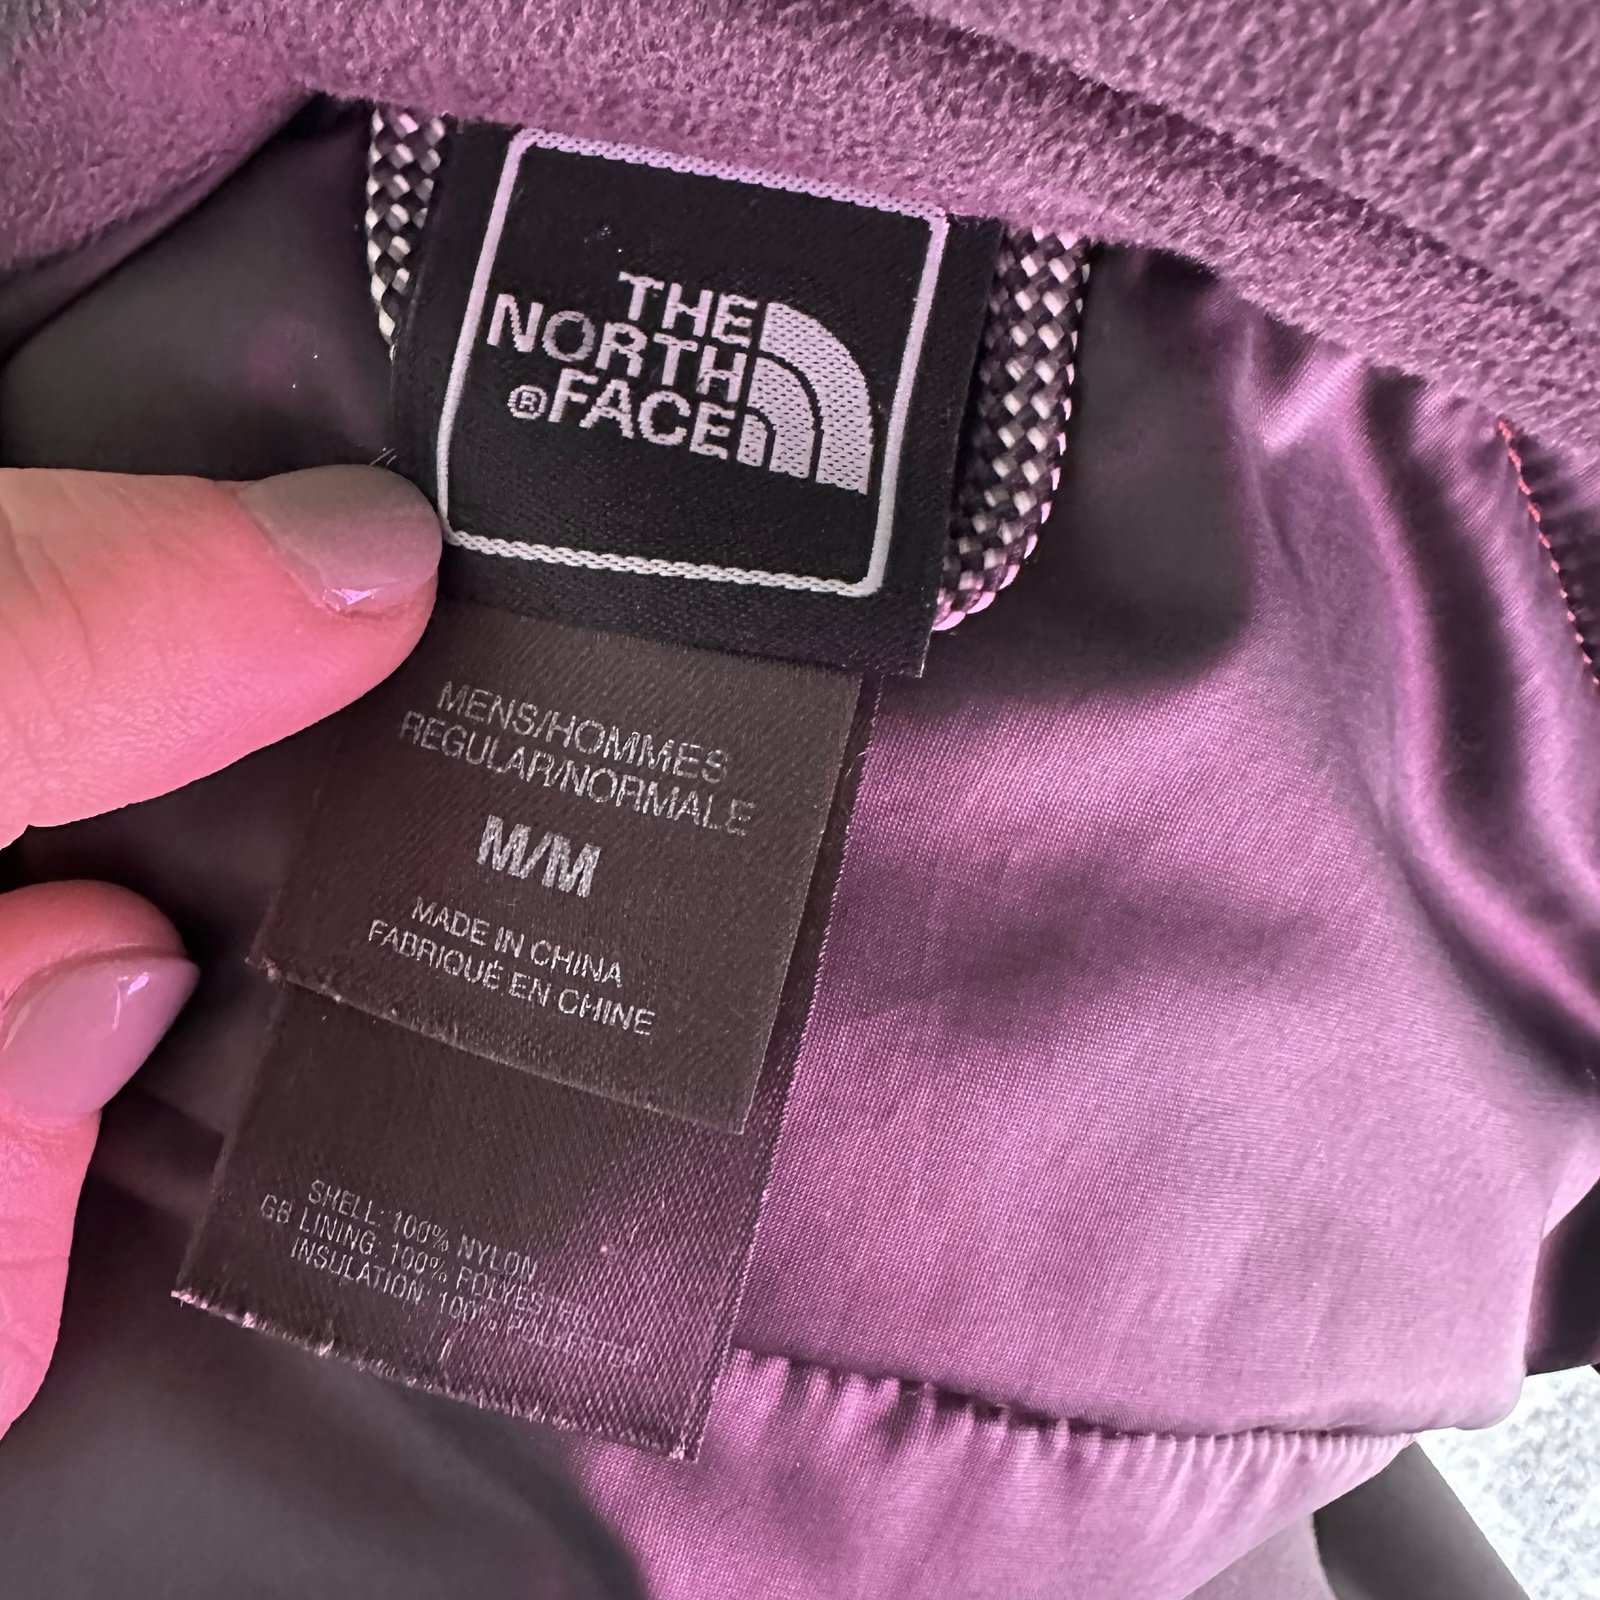 THE
NORTH
®FACE
MENS/HOMMES
REGULAR/NORMALE
M/M
MADE IN CHINA
FABRIQUÉ EN CHINE
SHELL: 100% NYLON
GB LINING: 100% POLYESTER
INSULATION: 100% POLYESTER